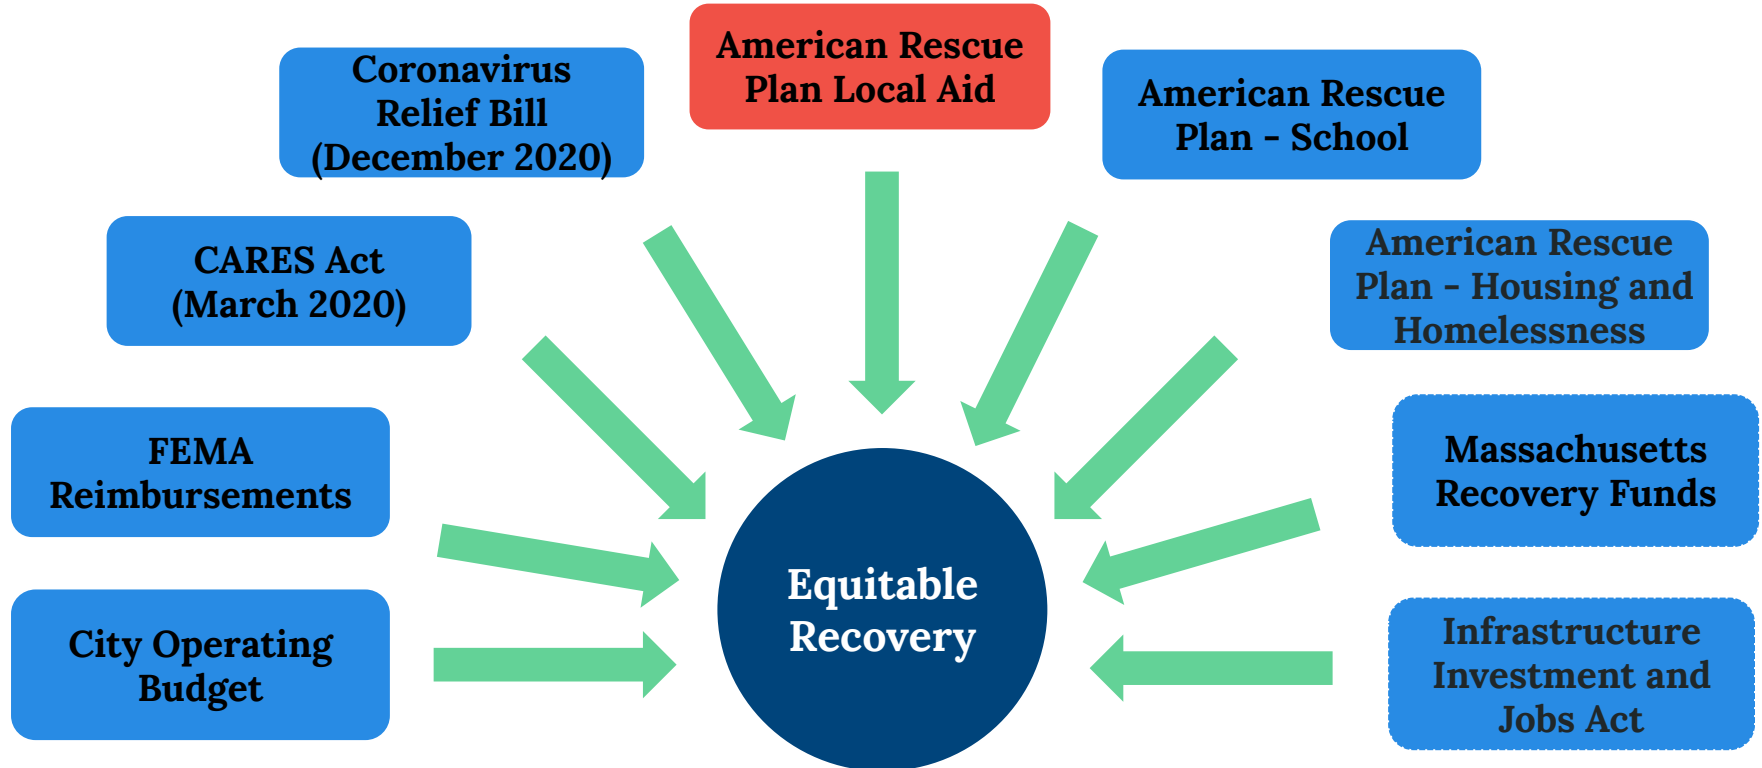 American Rescue
Plan Local Aid
Coronavirus
Relief Bill
(December 2020)
American Rescue
Plan - School
CARES Act
(March 2020)
American Rescue
Plan - Housing and
Homelessness
FEMA
Reimbursements
Massachusetts
Recovery Funds
City Operating
Budget
Equitable
Recovery
Infrastructure
Investment and
Jobs Act